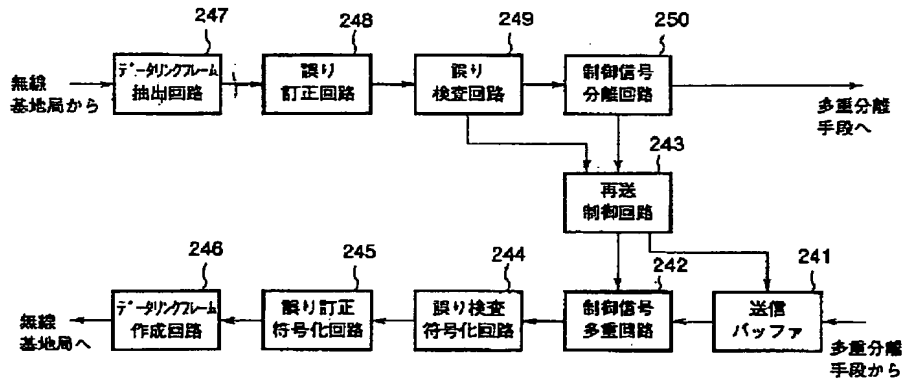 247
248
249
250
データリンクフレーム
抽出回路
誤り
訂正回路
誤り
検査回路
制御信号
分離回路
無線
基地局から
多重分離
手段へ
243
再送
制御回路
246
245
244
242
241
データリンクフレーム
作成回路
誤り訂正
符号化回路
誤り検査
符号化回路
制御信号
多重回路
送信
バッファ
無線
基地局へ
多重分離
手段から